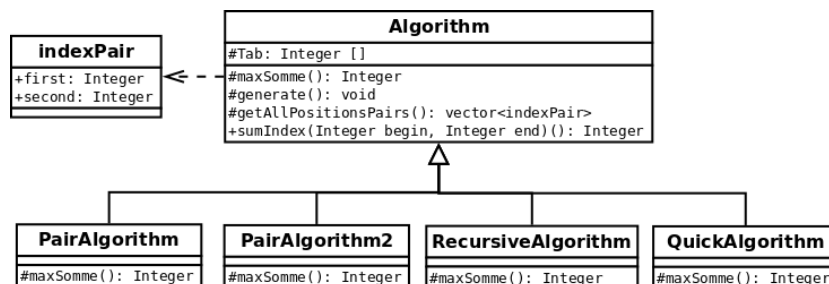 Algorithm
#Tab: Integer []
#maxSomme(): Integer
#generate(): void
#getAllPositionsPairs(): vector<indexPair>
+sumIndex(Integer begin, Integer end)(): Integer
indexPair
+first: Integer
+second: Integer
PairAlgorithm
#maxSomme(): Integer
PairAlgorithm2
#maxSomme(): Integer
RecursiveAlgorithm
#maxSomme(): Integer
QuickAlgorithm
#maxSomme(): Integer